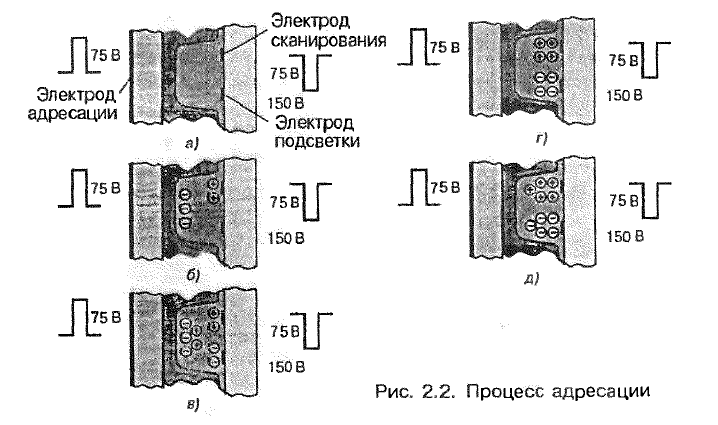 Электрод
сканирования
75 В
75 В
Электрод
адресации
150 В
Электрод
подсветки
а)
75 В
75 В
150 В
б)
75 В
75 В
150 В
в)
75 В
75 В
150 В
г)
75 В
75 В
150 В
д)
Рис. 2.2. Процесс адресации